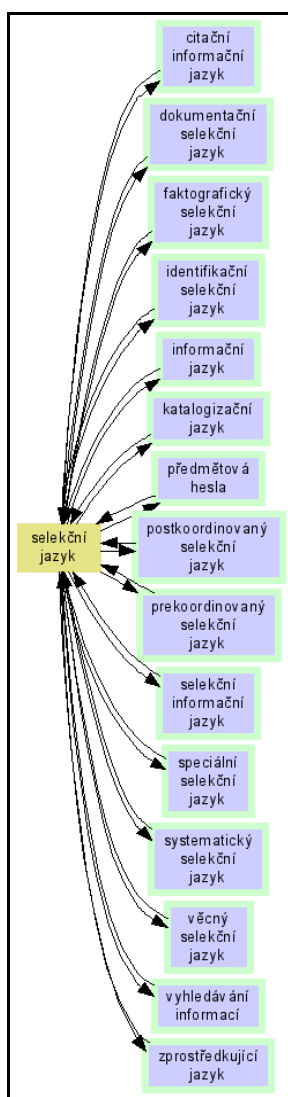 citační
informační
jazyk
dokumentační
selekční
jazyk
faktografický
selekční
jazyk
identifikační
selekční
jazyk
informační
jazyk
katalogizační
jazyk
předmětová
hesla
selekční
jazyk
postkoordinovaný
selekční
jazyk
prekoordinovaný
selekční
jazyk
selekční
informační
jazyk
speciální
selekční
jazyk
systematický
selekční
jazyk
věcný
selekční
jazyk
vyhledávání
informací
zprostředkující
jazyk